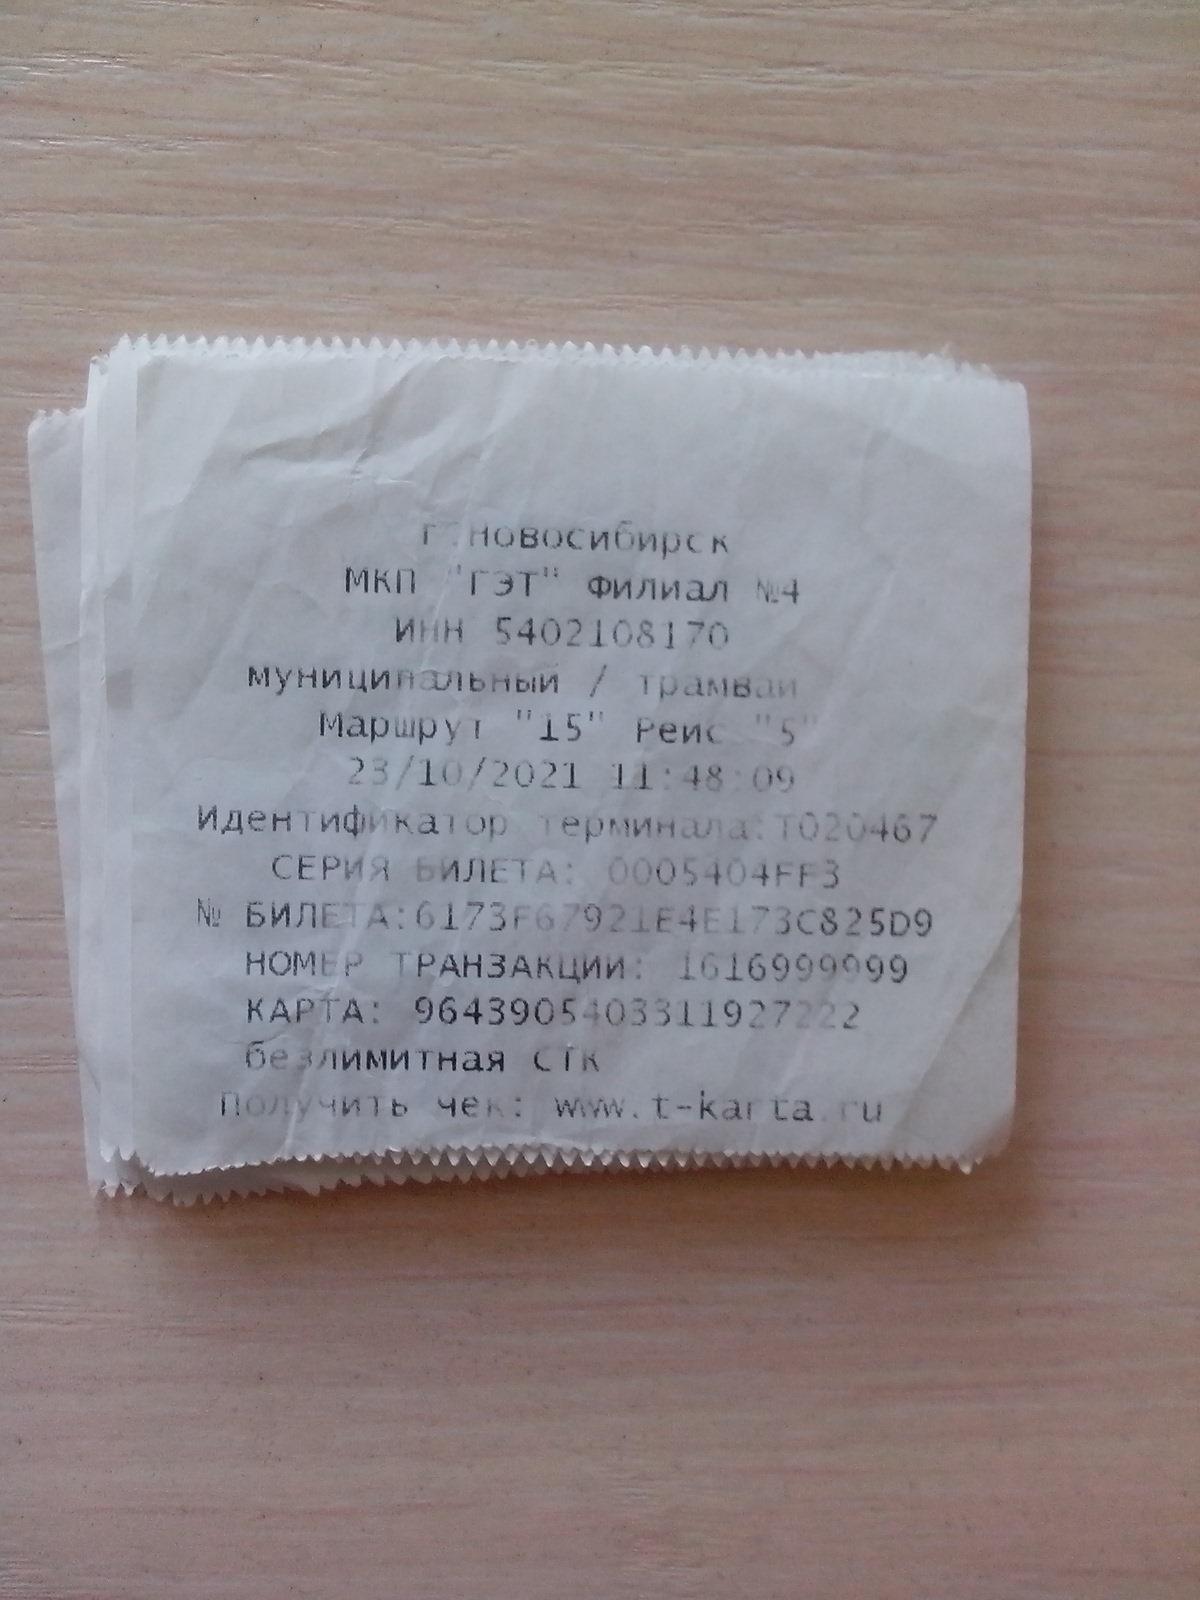 г.Новосибирск
МКП "ГЭТ" Филиал №4
ИНН 5402108170
муниципальный / трамвай
Маршрут "15" Рейс "5"
23/10/2021 11:48:09
Идентификатор терминала:T020467
СЕРИЯ БИЛЕТА: 0005404FF3
№ БИЛЕТА:6173F67921E4E173C825D9
НОМЕР ТРАНЗАКЦИИ: 1616999999
КАРТА: 9643905403311927222
безлимитная СТК
Получить чек: www.t-karta.ru